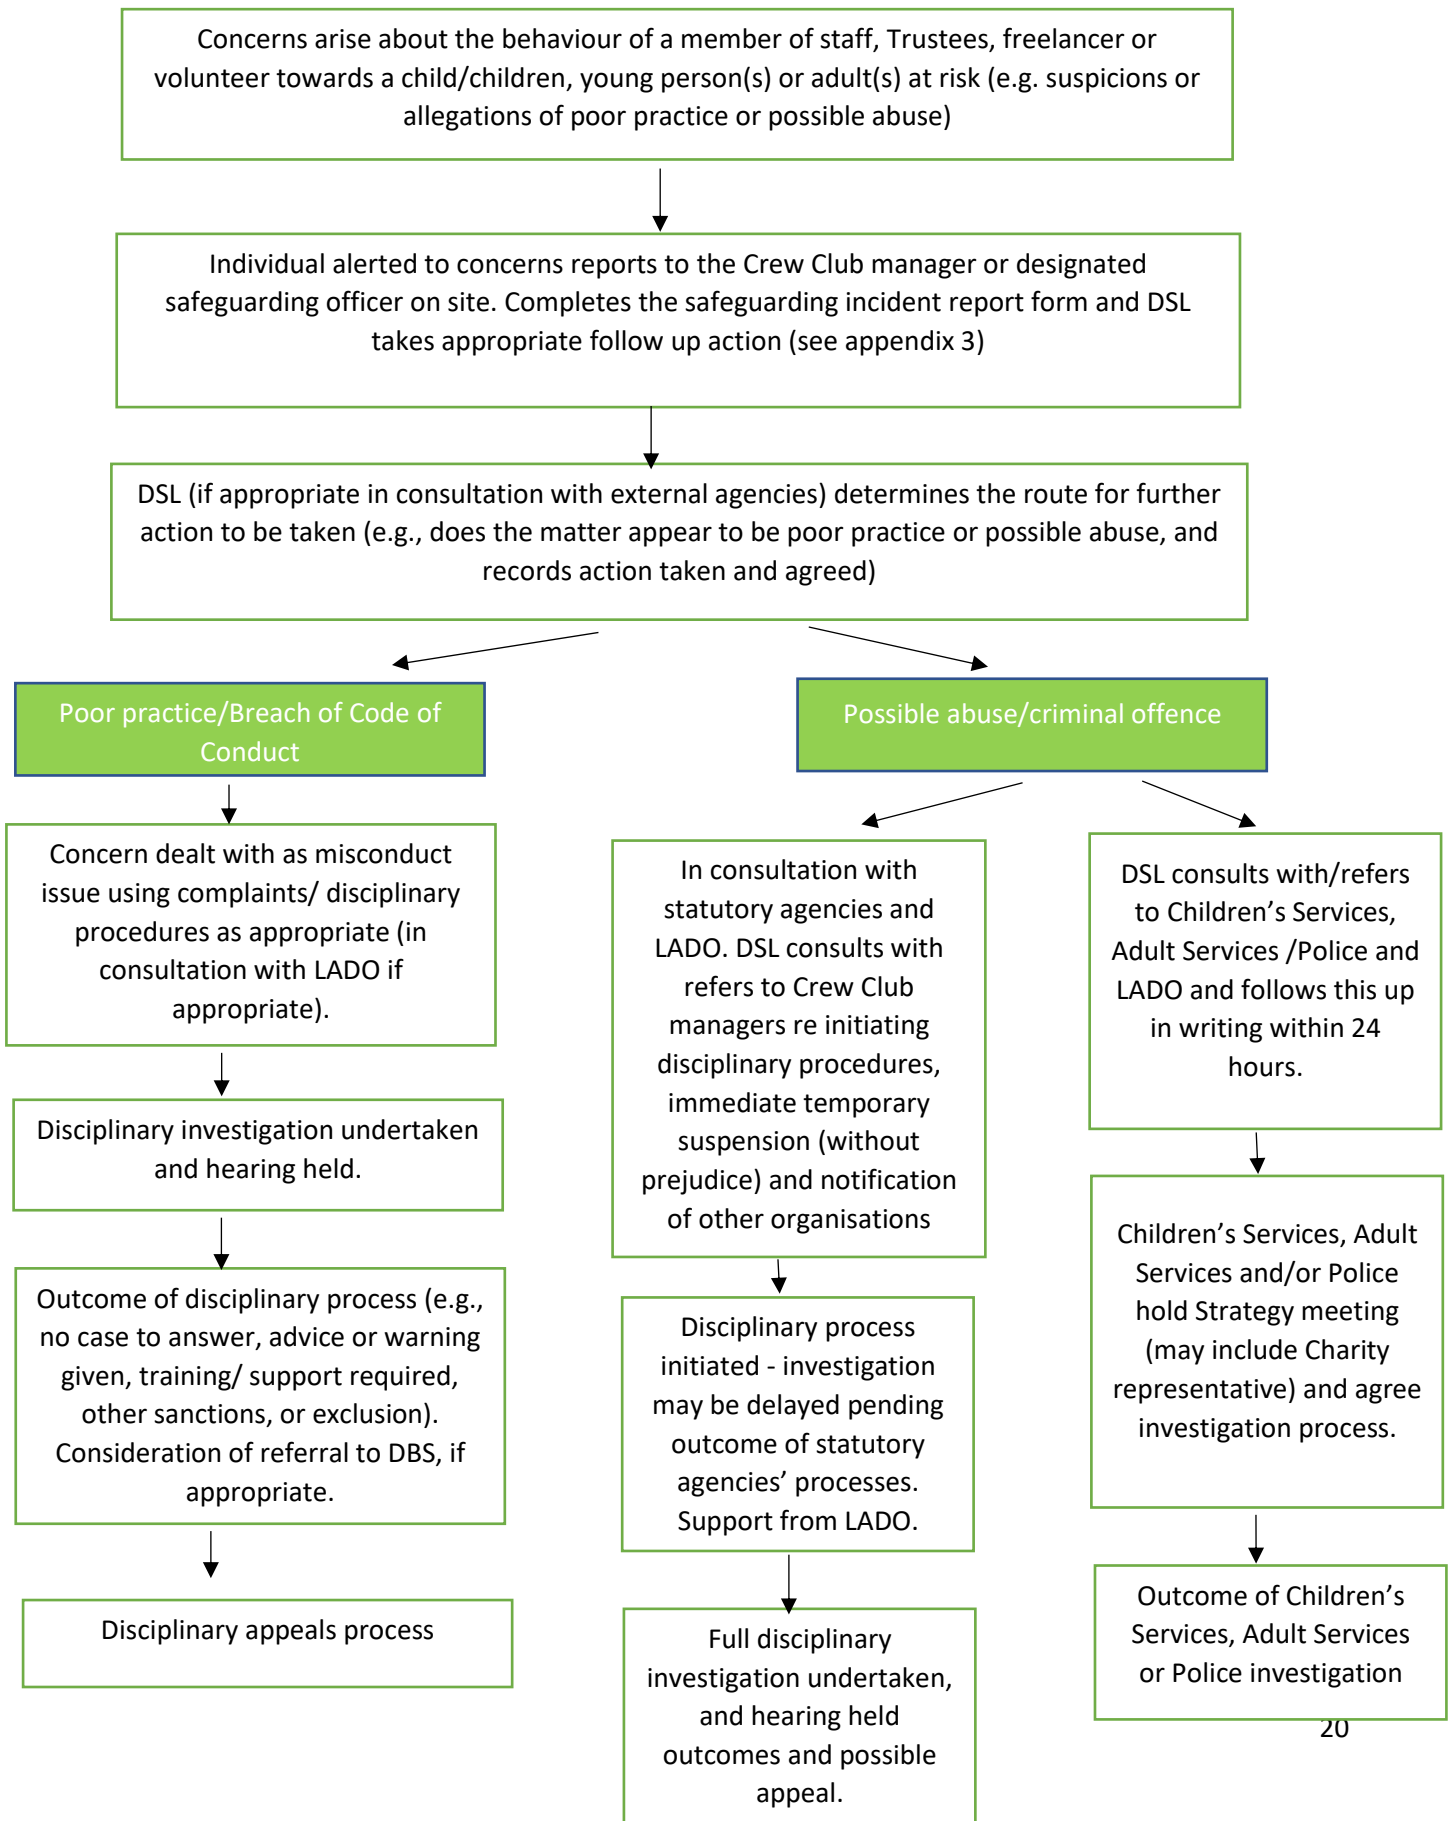 Concerns arise about the behaviour of a member of staff, Trustees, freelancer or
volunteer towards a child/children, young person(s) or adult(s) at risk (e.g. suspicions or
allegations of poor practice or possible abuse)
Individual alerted to concerns reports to the Crew Club manager or designated
safeguarding officer on site. Completes the safeguarding incident report form and DSL
takes appropriate follow up action (see appendix 3)
DSL (if appropriate in consultation with external agencies) determines the route for further
action to be taken (e.g., does the matter appear to be poor practice or possible abuse, and
records action taken and agreed)
Poor practice/Breach of Code of
Conduct
Concern dealt with as misconduct
issue using complaints/ disciplinary
procedures as appropriate (in
consultation with LADO if
appropriate).
Disciplinary investigation undertaken
and hearing held.
Outcome of disciplinary process (e.g.,
no case to answer, advice or warning
given, training/ support required,
other sanctions, or exclusion).
Consideration of referral to DBS, if
appropriate.
Disciplinary appeals process
Possible abuse/criminal offence
In consultation with
statutory agencies and
LADO. DSL consults with
refers to Crew Club
managers re initiating
disciplinary procedures,
immediate temporary
suspension (without
prejudice) and notification
of other organisations
Disciplinary process
initiated - investigation
may be delayed pending
outcome of statutory
agencies’ processes.
Support from LADO.
Full disciplinary
investigation undertaken,
and hearing held
outcomes and possible
appeal.
DSL consults with/refers
to Children’s Services,
Adult Services /Police and
LADO and follows this up
in writing within 24
hours.
Children’s Services, Adult
Services and/or Police
hold Strategy meeting
(may include Charity
representative) and agree
investigation process.
Outcome of Children’s
Services, Adult Services
or Police investigation
20